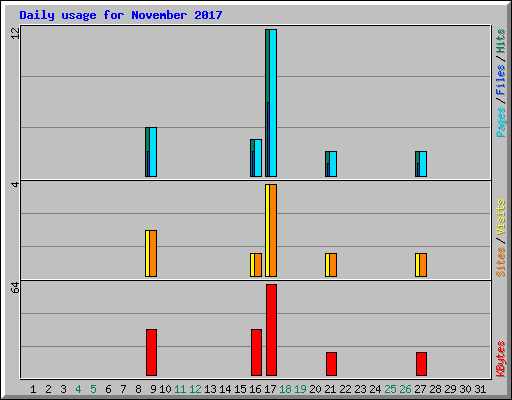 Daily usage for November 2017
12
Pages / Files / Hits
4
Sites / Visits
64
KBytes
1 2 3 4 5 6 7 8 9 10 11 12 13 14 15 16 17 18 19 20 21 22 23 24 25 26 27 28 29 30 31